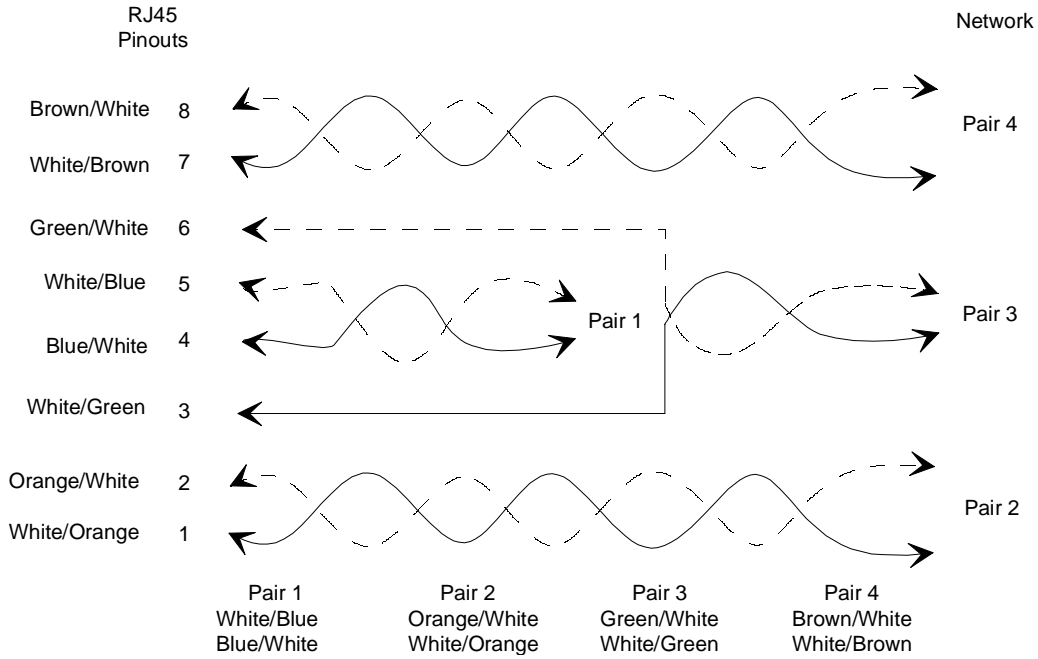 RJ45
Pinouts
Network
Brown/White 8
Pair 4
White/Brown 7
Green/White 6
White/Blue 5
Pair 1
Pair 3
Blue/White 4
White/Green 3
Orange/White 2
Pair 2
White/Orange 1
Pair 1
White/Blue
Blue/White
Pair 2
Orange/White
White/Orange
Pair 3
Green/White
White/Green
Pair 4
Brown/White
White/Brown